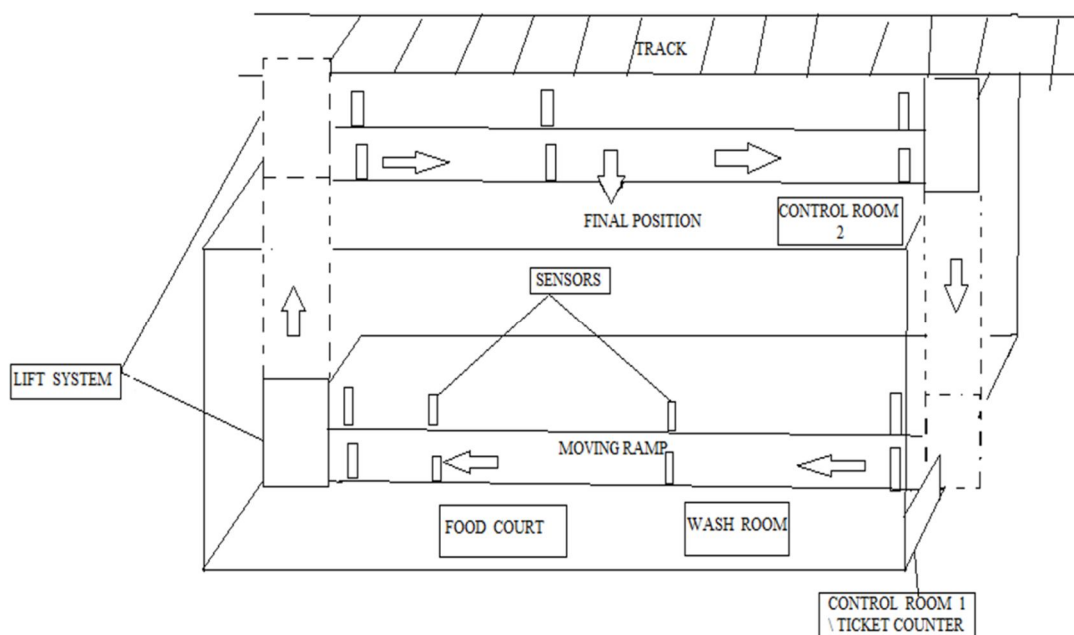 TRACK
FINAL POSITION
CONTROL ROOM
2
SENSORS
LIFT SYSTEM
MOVING RAMP
FOOD COURT
WASH ROOM
CONTROL ROOM 1
\ TICKET COUNTER